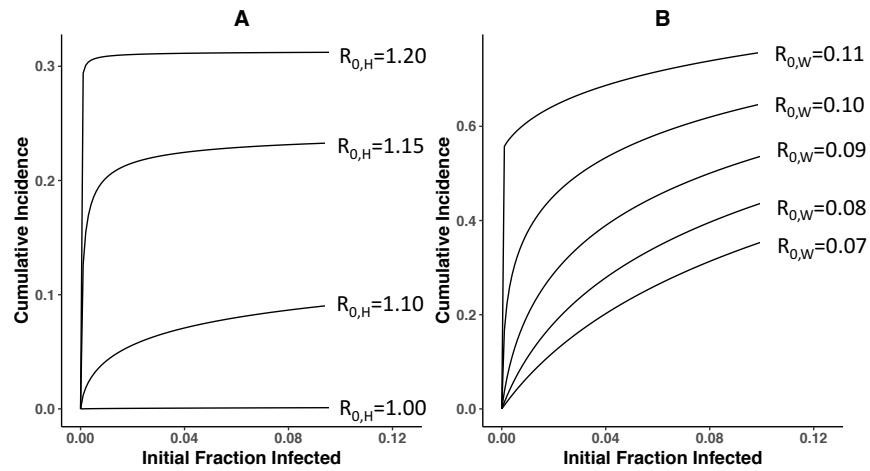 A
Cumulative Incidence
0.3
0.2
0.1
0.0
R0,H=1.20
R0,H=1.15
R0,H=1.10
R0,H=1.00
0.00 0.04 0.08 0.12
Initial Fraction Infected
B
Cumulative Incidence
0.6
0.4
0.2
0.0
R0,W=0.11
R0,W=0.10
R0,W=0.09
R0,W=0.08
R0,W=0.07
0.00 0.04 0.08 0.12
Initial Fraction Infected